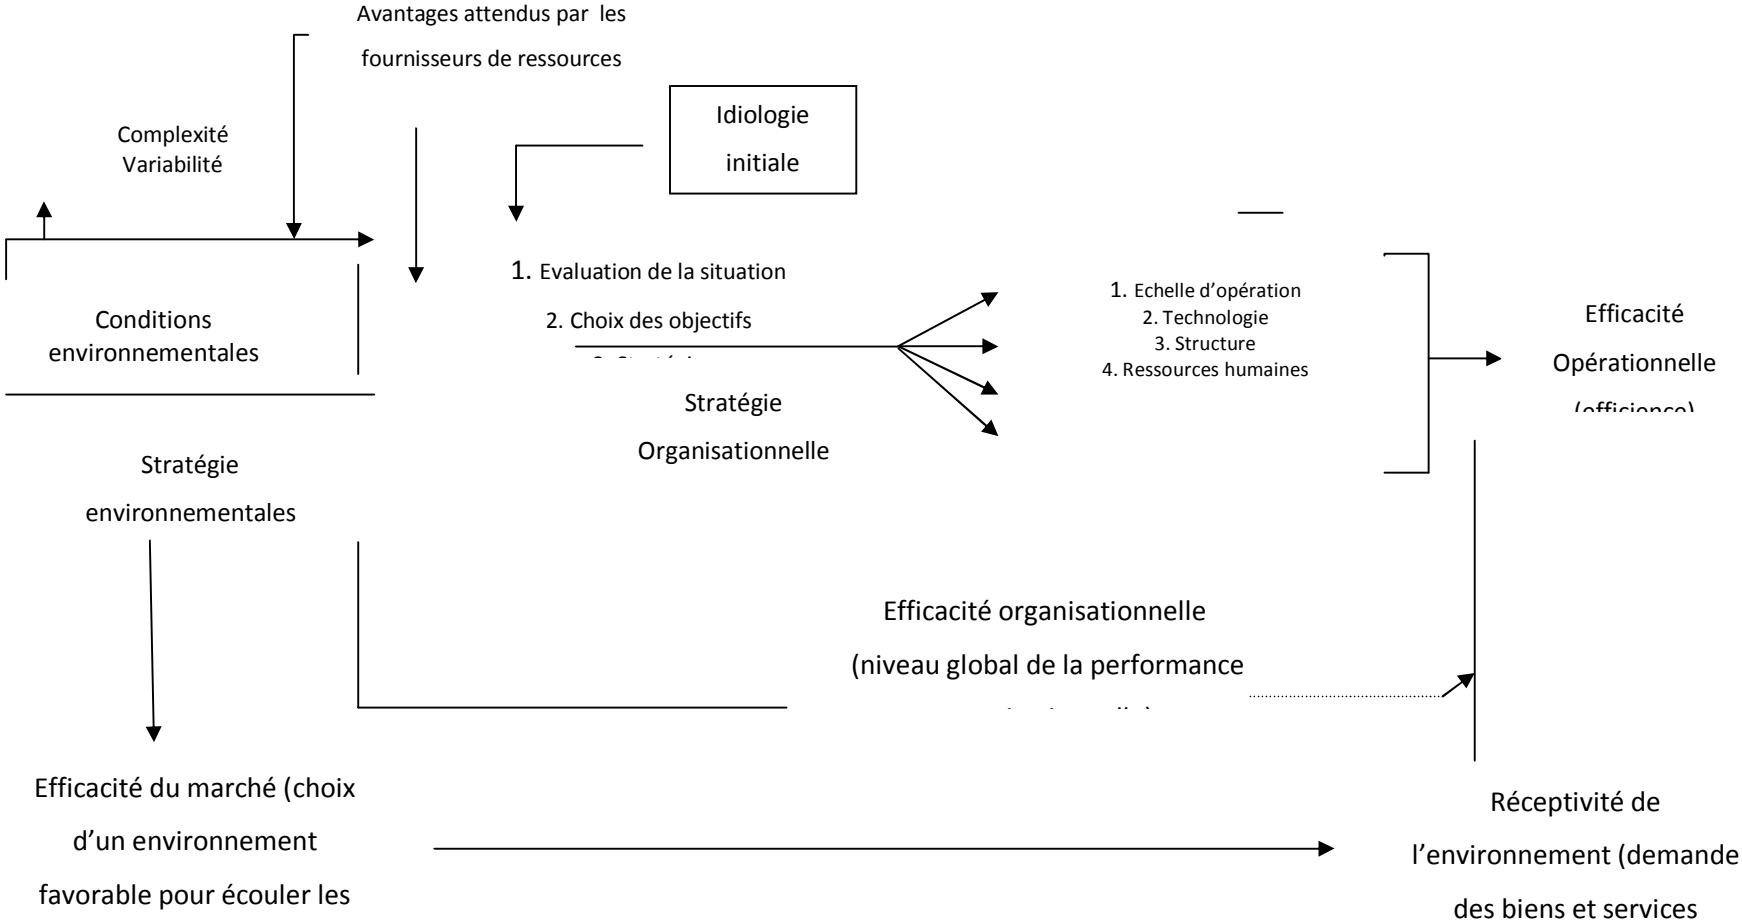 Avantages attendus par les
fournisseurs de ressources
Idiologie
initiale
Complexité
Variabilité
1. Evaluation de la situation
2. Choix des objectifs
Stratégie
Organisationnelle
1. Echelle d’opération
2. Technologie
3. Structure
4. Ressources humaines
Efficacité
Opérationnelle
(efficience)
Conditions
environnementales
Stratégie
environnementales
Efficacité organisationnelle
(niveau global de la performance
Efficacité du marché (choix
d’un environnement
favorable pour écouler les
Réceptivité de
l’environnement (demande
des biens et services